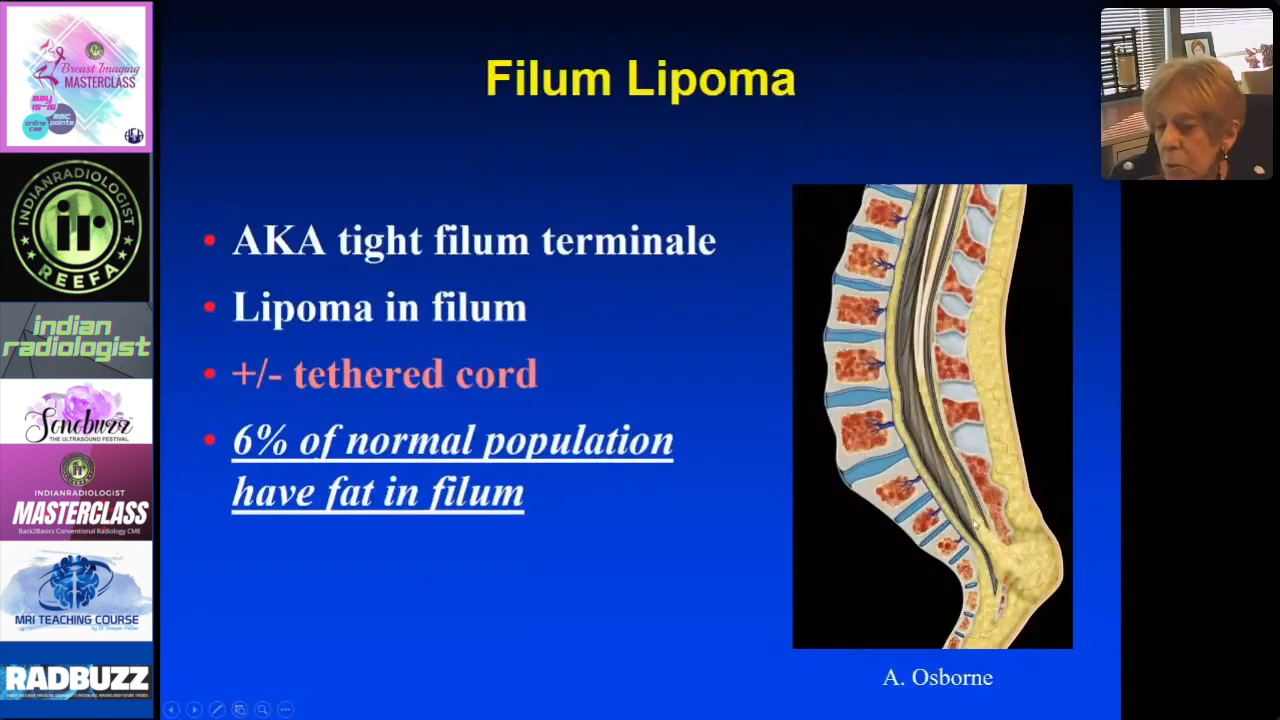 Filum Lipoma
AKA tight filum terminale
Lipoma in filum
+/- tethered cord
6% of normal population
have fat in filum
A. Osborne
Breast Imaging
MASTERCLASS
may
15-16
online
cme
mmc
points
INDIANRADIOLOGIST
ir
REEFA
indian
radiologist
Sonobuzz
THE ULTRASOUND FESTIVAL
INDIANRADIOLOGIST
MASTERCLASS
Back2Basics Conventional Radiology CME
MRI TEACHING COURSE
RADBUZZ